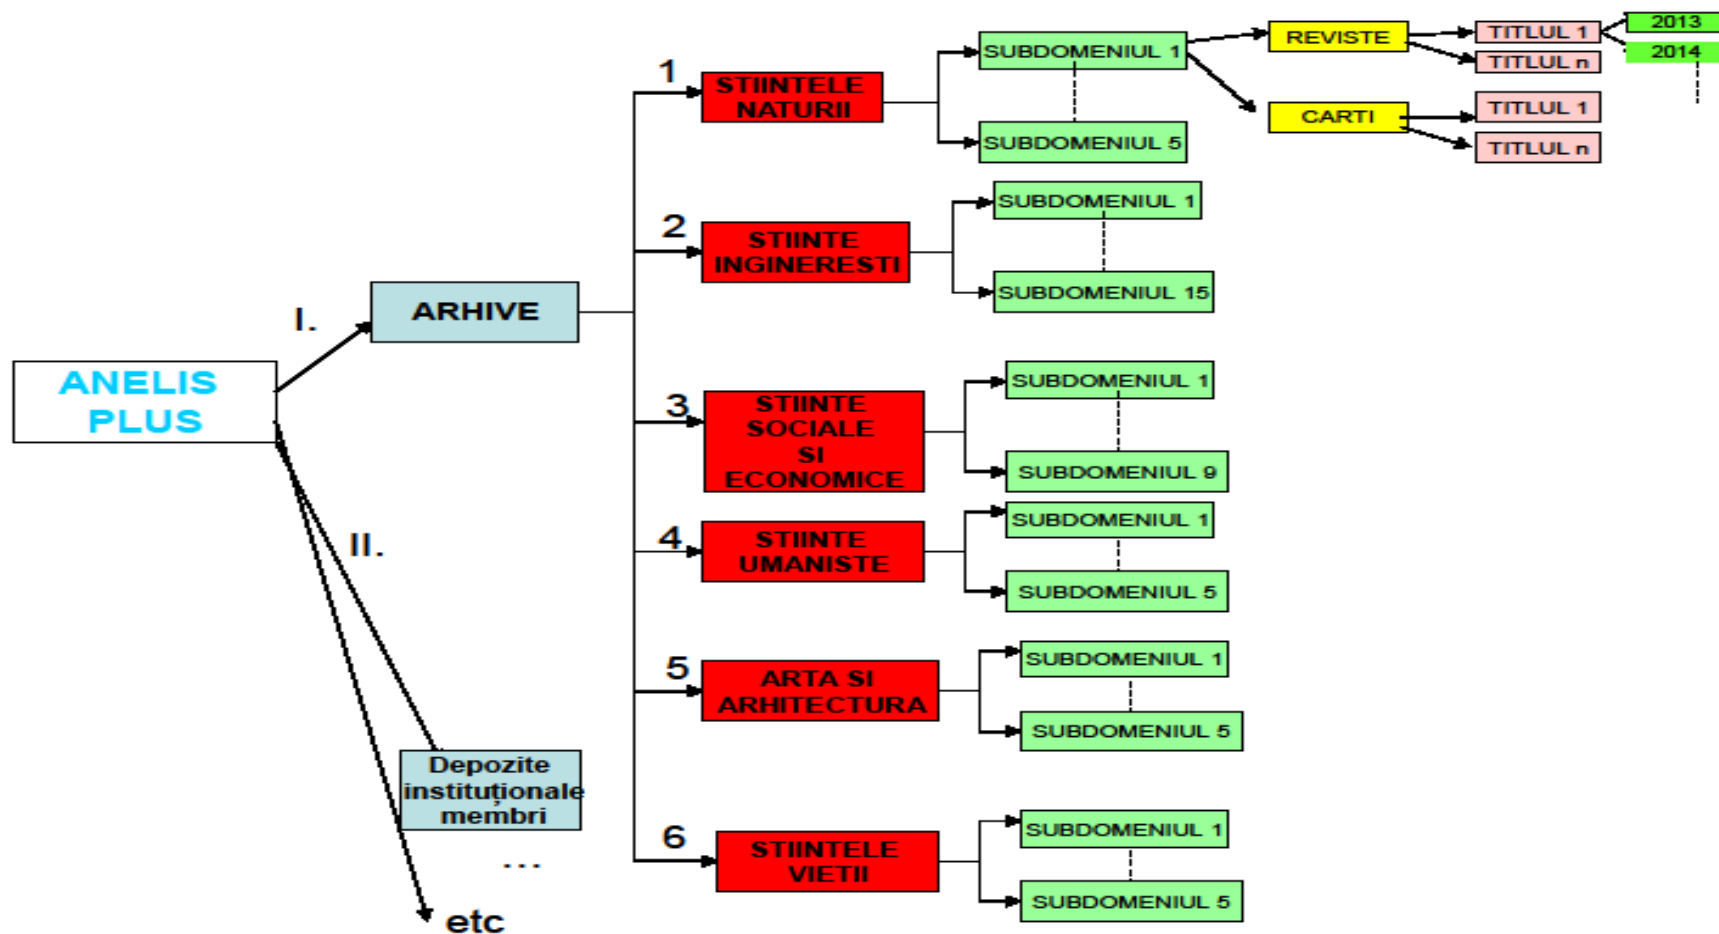 ANELIS
PLUS
I.
ARHIVE
II.
Depozite
instituționale
membri
...
etc
1
STIINTELE
NATURII
SUBDOMENIUL 1
SUBDOMENIUL 5
REVISTE
TITLUL 1
TITLUL n
2013
2014
CARTI
TITLUL 1
TITLUL n
2
STIINTE
INGINERESTI
SUBDOMENIUL 1
SUBDOMENIUL 15
3
STIINTE
SOCIALE
SI
ECONOMICE
SUBDOMENIUL 1
SUBDOMENIUL 9
4
STIINTE
UMANISTE
SUBDOMENIUL 1
SUBDOMENIUL 5
5
ARTA SI
ARHITECTURA
SUBDOMENIUL 1
SUBDOMENIUL 5
6
STIINTELE
VIETII
SUBDOMENIUL 1
SUBDOMENIUL 5